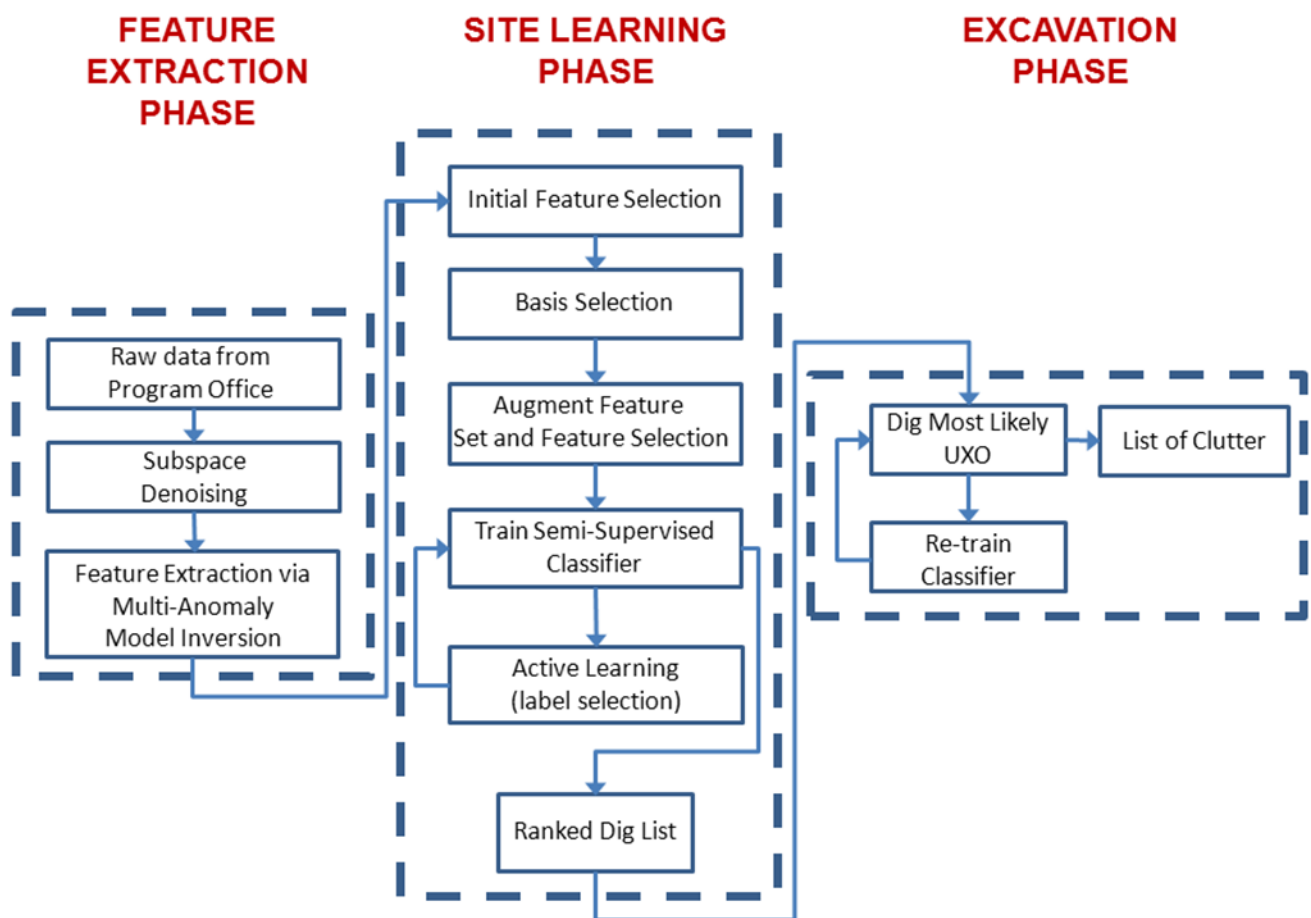 FEATURE
EXTRACTION
PHASE
Raw data from
Program Office
Subspace
Denoising
Feature Extraction via
Multi-Anomaly
Model Inversion
SITE LEARNING
PHASE
Initial Feature Selection
Basis Selection
Augment Feature
Set and Feature Selection
Train Semi-Supervised
Classifier
Active Learning
(label selection)
Ranked Dig List
EXCAVATION
PHASE
Dig Most Likely
UXO
List of Clutter
Re-train
Classifier